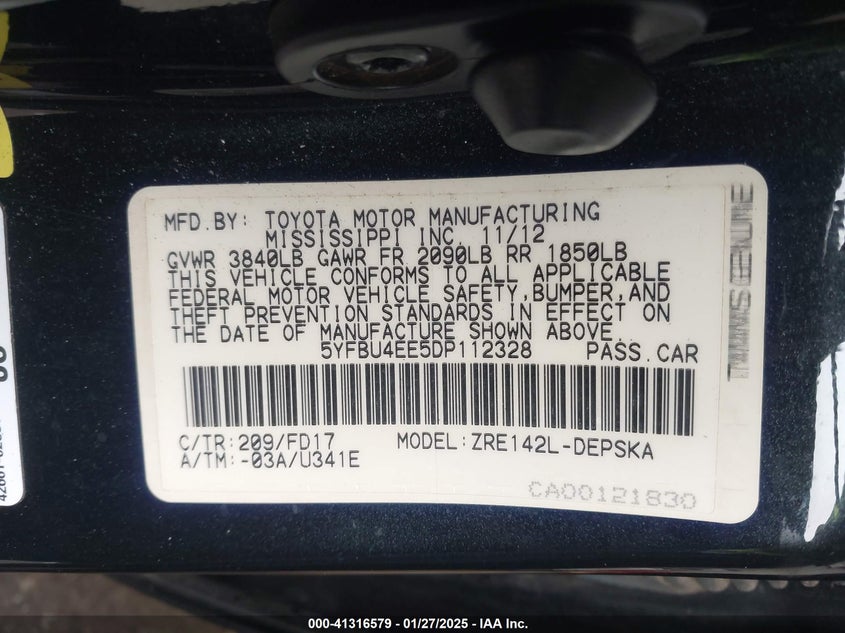 MFD.BY: TOYOTA MOTOR MANUFACTURING
MISSISSIPPI INC. 11/12
GVWR 3840LB GAWR FR 2090LB RR 1850LB
THIS VEHICLE CONFORMS TO ALL APPLICABLE
FEDERAL MOTOR VEHICLE SAFETY,BUMPER,AND
THEFT PREVENTION STANDARDS IN EFFECT ON
THE DATE OF MANUFACTURE SHOWN ABOVE.
5YFBU4EE5DP112328 PASS.CAR
C/TR:209/FD17 MODEL:ZRE142L-DEPSKA
A/TM:-03A/U341E
CA00121830
GENUINE
000-41316579 — 01/27/2025 — IAA Inc.